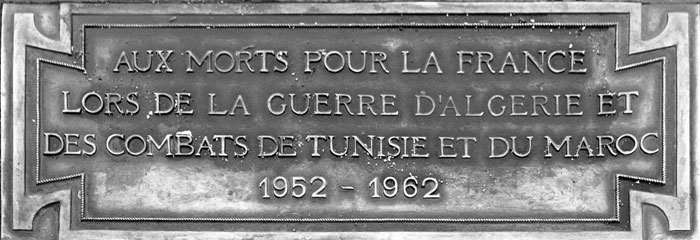 AUX MORTS POUR LA FRANCE
LORS DE LA GUERRE D'ALGERIE ET
DES COMBATS DE TUNISIE ET DU MAROC
1952 - 1962